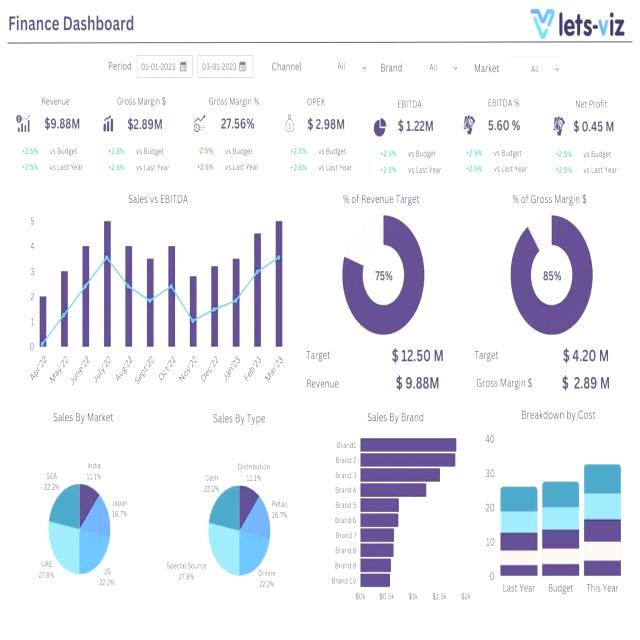 Finance Dashboard
lets-viz
Period 01-01-2023 03-01-2023 Channel All Brand All Market All
Revenue
$9.88M
+2.5% vs Budget
+2.5% vs Last Year
Gross Margin $
$2.89M
+2.5% vs Budget
+2.5% vs Last Year
Gross Margin %
27.56%
-2.5% vs Budget
+2.5% vs Last Year
OPEX
$ 2.98M
+2.5% vs Budget
+2.5% vs Last Year
EBITDA
$ 1.22M
+2.5% vs Budget
+2.5% vs Last Year
EBITDA %
5.60 %
+2.5% vs Budget
+2.5% vs Last Year
Net Profit
$ 0.45 M
+2.5% vs Budget
+2.5% vs Last Year
Sales vs EBITDA
5
4
3
2
1
0
Apr'22 May'22 June'22 July'22 Aug'22 Sept'22 Oct'22 Nov'22 Dec'22 Jan'23 Feb'23 Mar'23
% of Revenue Target
75%
Target $ 12.50 M
Revenue $ 9.88M
% of Gross Margin $
85%
Target $ 4.20 M
Gross Margin $ $ 2.89 M
Sales By Market
India
11.1%
Japan
16.7%
US
22.2%
UAE
27.8%
SEA
22.2%
Sales By Type
Distribution
11.1%
Retail
16.7%
Online
22.2%
Special Source
27.8%
Cash
22.2%
Sales By Brand
Brand1
Brand 2
Brand 3
Brand 4
Brand 5
Brand 6
Brand 7
Brand 8
Brand 9
Brand 10
$0k $0.5k $1k $1.5k $2k
Breakdown by Cost
40
30
20
10
0
Last Year Budget This Year